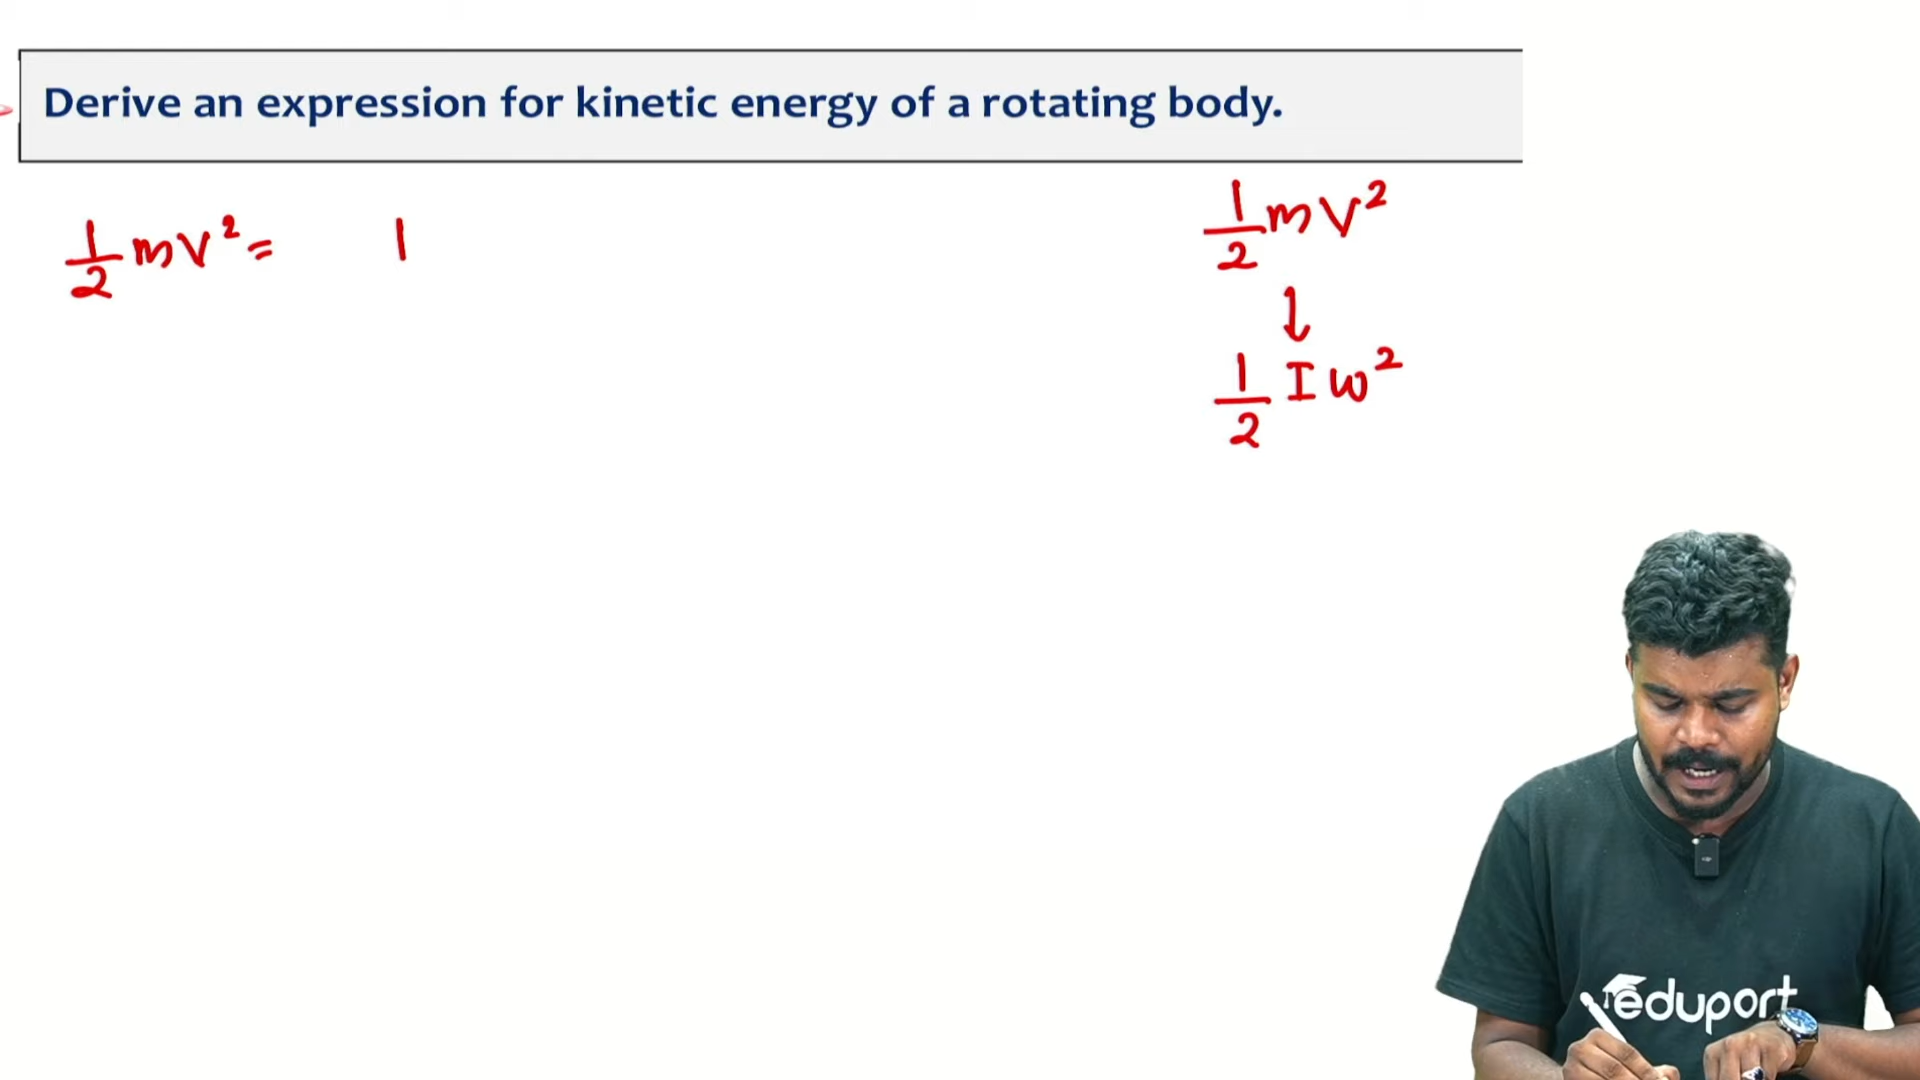 Derive an expression for kinetic energy of a rotating body.
1/2 mv² = 1
1/2 mv²
↓
1/2 I ω²
eduport